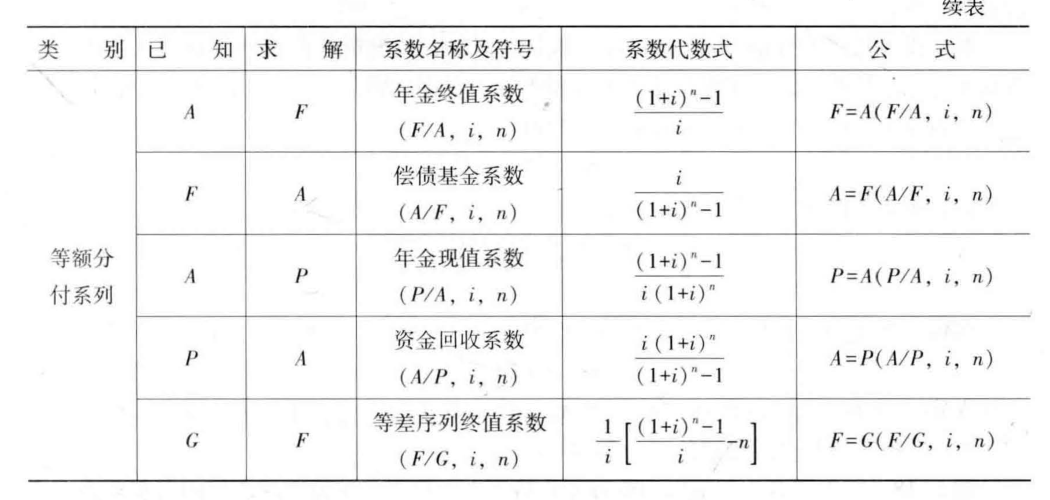 续表
类 别 已 知 求 解 系数名称及符号 系数代数式 公 式
等额分
付系列
A F 年金终值系数
(F/A, i, n) \frac{(1+i)^n-1}{i} F=A(F/A, i, n)
F A 偿债基金系数
(A/F, i, n) \frac{i}{(1+i)^n-1} A=F(A/F, i, n)
A P 年金现值系数
(P/A, i, n) \frac{(1+i)^n-1}{i(1+i)^n} P=A(P/A, i, n)
P A 资金回收系数
(A/P, i, n) \frac{i(1+i)^n}{(1+i)^n-1} A=P(A/P, i, n)
G F 等差序列终值系数
(F/G, i, n) \frac{1}{i}\left[\frac{(1+i)^n-1}{i}-n\right] F=G(F/G, i, n)